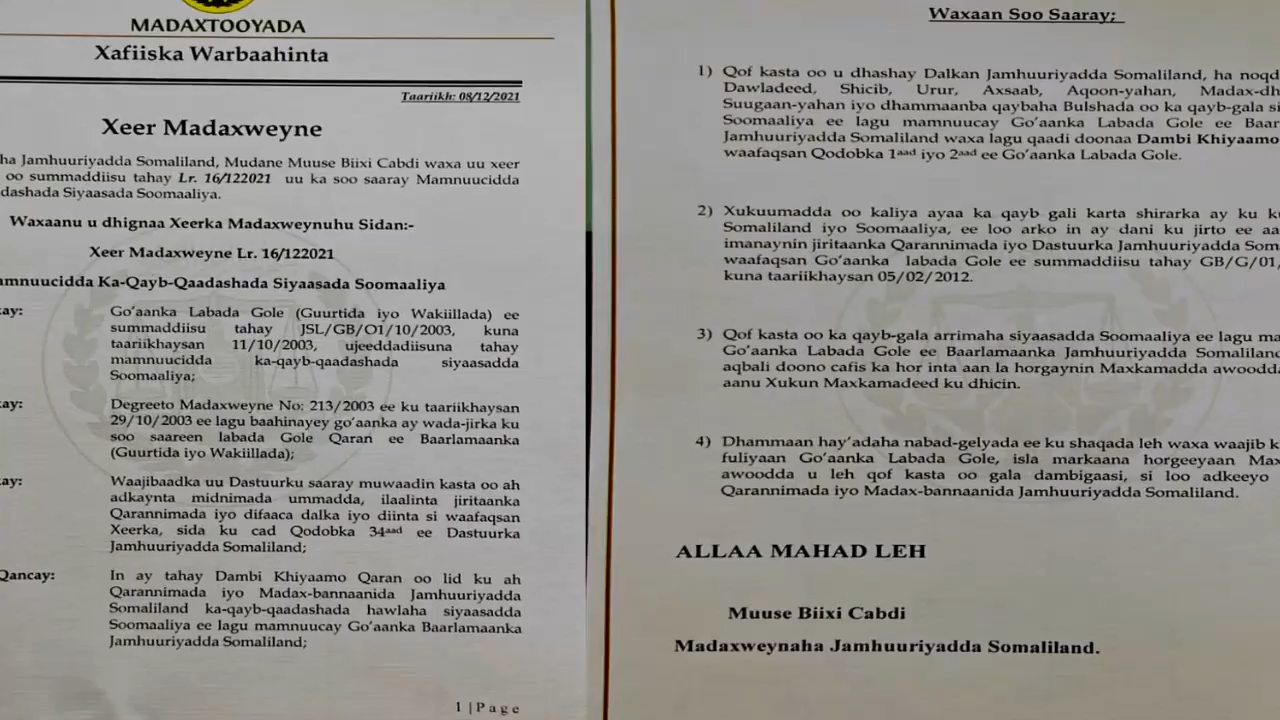 MADAXTOOYADA
Xafiiska Warbaahinta
Taariikh: 08/12/2021
Xeer Madaxweyne
Jamhuuriyadda Somaliland, Mudane Muuse Biixi Cabdi waxa uu xeer
oo summaddiisu tahay Lr. 16/122021 uu ka soo saaray Mamnuucidda
Siyaasada Soomaaliya.
Waxaanu u dhignaa Xeerka Madaxweynuhu Sidan:-
Xeer Madaxweyne Lr. 16/122021
Ka-Qayb-Qaadashada Siyaasada Soomaaliya
Go'aanka Labada Gole (Guurtida iyo Wakiillada) ee
summaddiisu tahay JSL/GB/O1/10/2003, kuna
taariikhaysan 11/10/2003, ujeeddadiisuna tahay
mamnuucidda ka-qayb-qaadashada siyaasadda
Soomaaliya;
Degreeto Madaxweyne No: 213/2003 ee ku taariikhaysan
29/10/2003 ee lagu baahinayey go'aanka ay wada-jirka ku
soo saareen labada Gole Qaran ee Baarlamaanka
(Guurtida iyo Wakiillada);
Waajibaadka uu Dastuurku saaray muwaadin kasta oo ah
adkaynta midnimada ummadda, ilaalinta jiritaanka
Qarannimada iyo difaaca dalka iyo diinta si waafaqsan
Xeerka, sida ku cad Qodobka 34aad ee Dastuurka
Jamhuuriyadda Somaliland;
Qancay:
In ay tahay Dambi Khiyaamo Qaran oo lid ku ah
Qarannimada iyo Madax-bannaanida Jamhuuriyadda
Somaliland ka-qayb-qaadashada hawlaha siyaasadda
Soomaaliya ee lagu mamnuucay Go'aanka Baarlamaanka
Jamhuuriyadda Somaliland;
1 | Page
Waxaan Soo Saaray;
1) Qof kasta oo u dhashay Dalkan Jamhuuriyadda Somaliland, ha
Dawladeed, Shicib, Urur, Axsaab, Aqoon-yahan,
Suugaan-yahan iyo dhammaanba qaybaha Bulshada oo ka qayb-gala
Soomaaliya ee lagu mamnuucay Go'aanka Labada Gole ee
Jamhuuriyadda Somaliland waxa lagu qaadi doonaa Dambi Khiyaamo
waafaqsan Qodobka 1aad iyo 2aad ee Go'aanka Labada Gole.
2) Xukuumadda oo kaliya ayaa ka qayb gali karta shirarka ay ku
Somaliland iyo Soomaaliya, ee loo arko in ay dani ku jirto ee
imanaynin jiritaanka Qarannimada iyo Dastuurka Jamhuuriyadda
waafaqsan Go'aanka labada Gole ee summaddiisu tahay GB/G/01/
kuna taariikhaysan 05/02/2012.
3) Qof kasta oo ka qayb-gala arrimaha siyaasadda Soomaaliya ee lagu
Go'aanka Labada Gole ee Baarlamaanka Jamhuuriyadda Somaliland
aqbali doono cafis ka hor inta aan la horgaynin Maxkamadda
aanu Xukun Maxkamadeed ku dhicin.
4) Dhammaan hay'adaha nabad-gelyada ee ku shaqada leh waxa waajib
fuliyaan Go'aanka Labada Gole, isla markaana horgeeyaan
awoodda u leh qof kasta oo gala dambigaasi, si loo adkeeyo
Qarannimada iyo Madax-bannaanida Jamhuuriyadda Somaliland.
ALLAA MAHAD LEH
Muuse Biixi Cabdi
Madaxweynaha Jamhuuriyadda Somaliland.